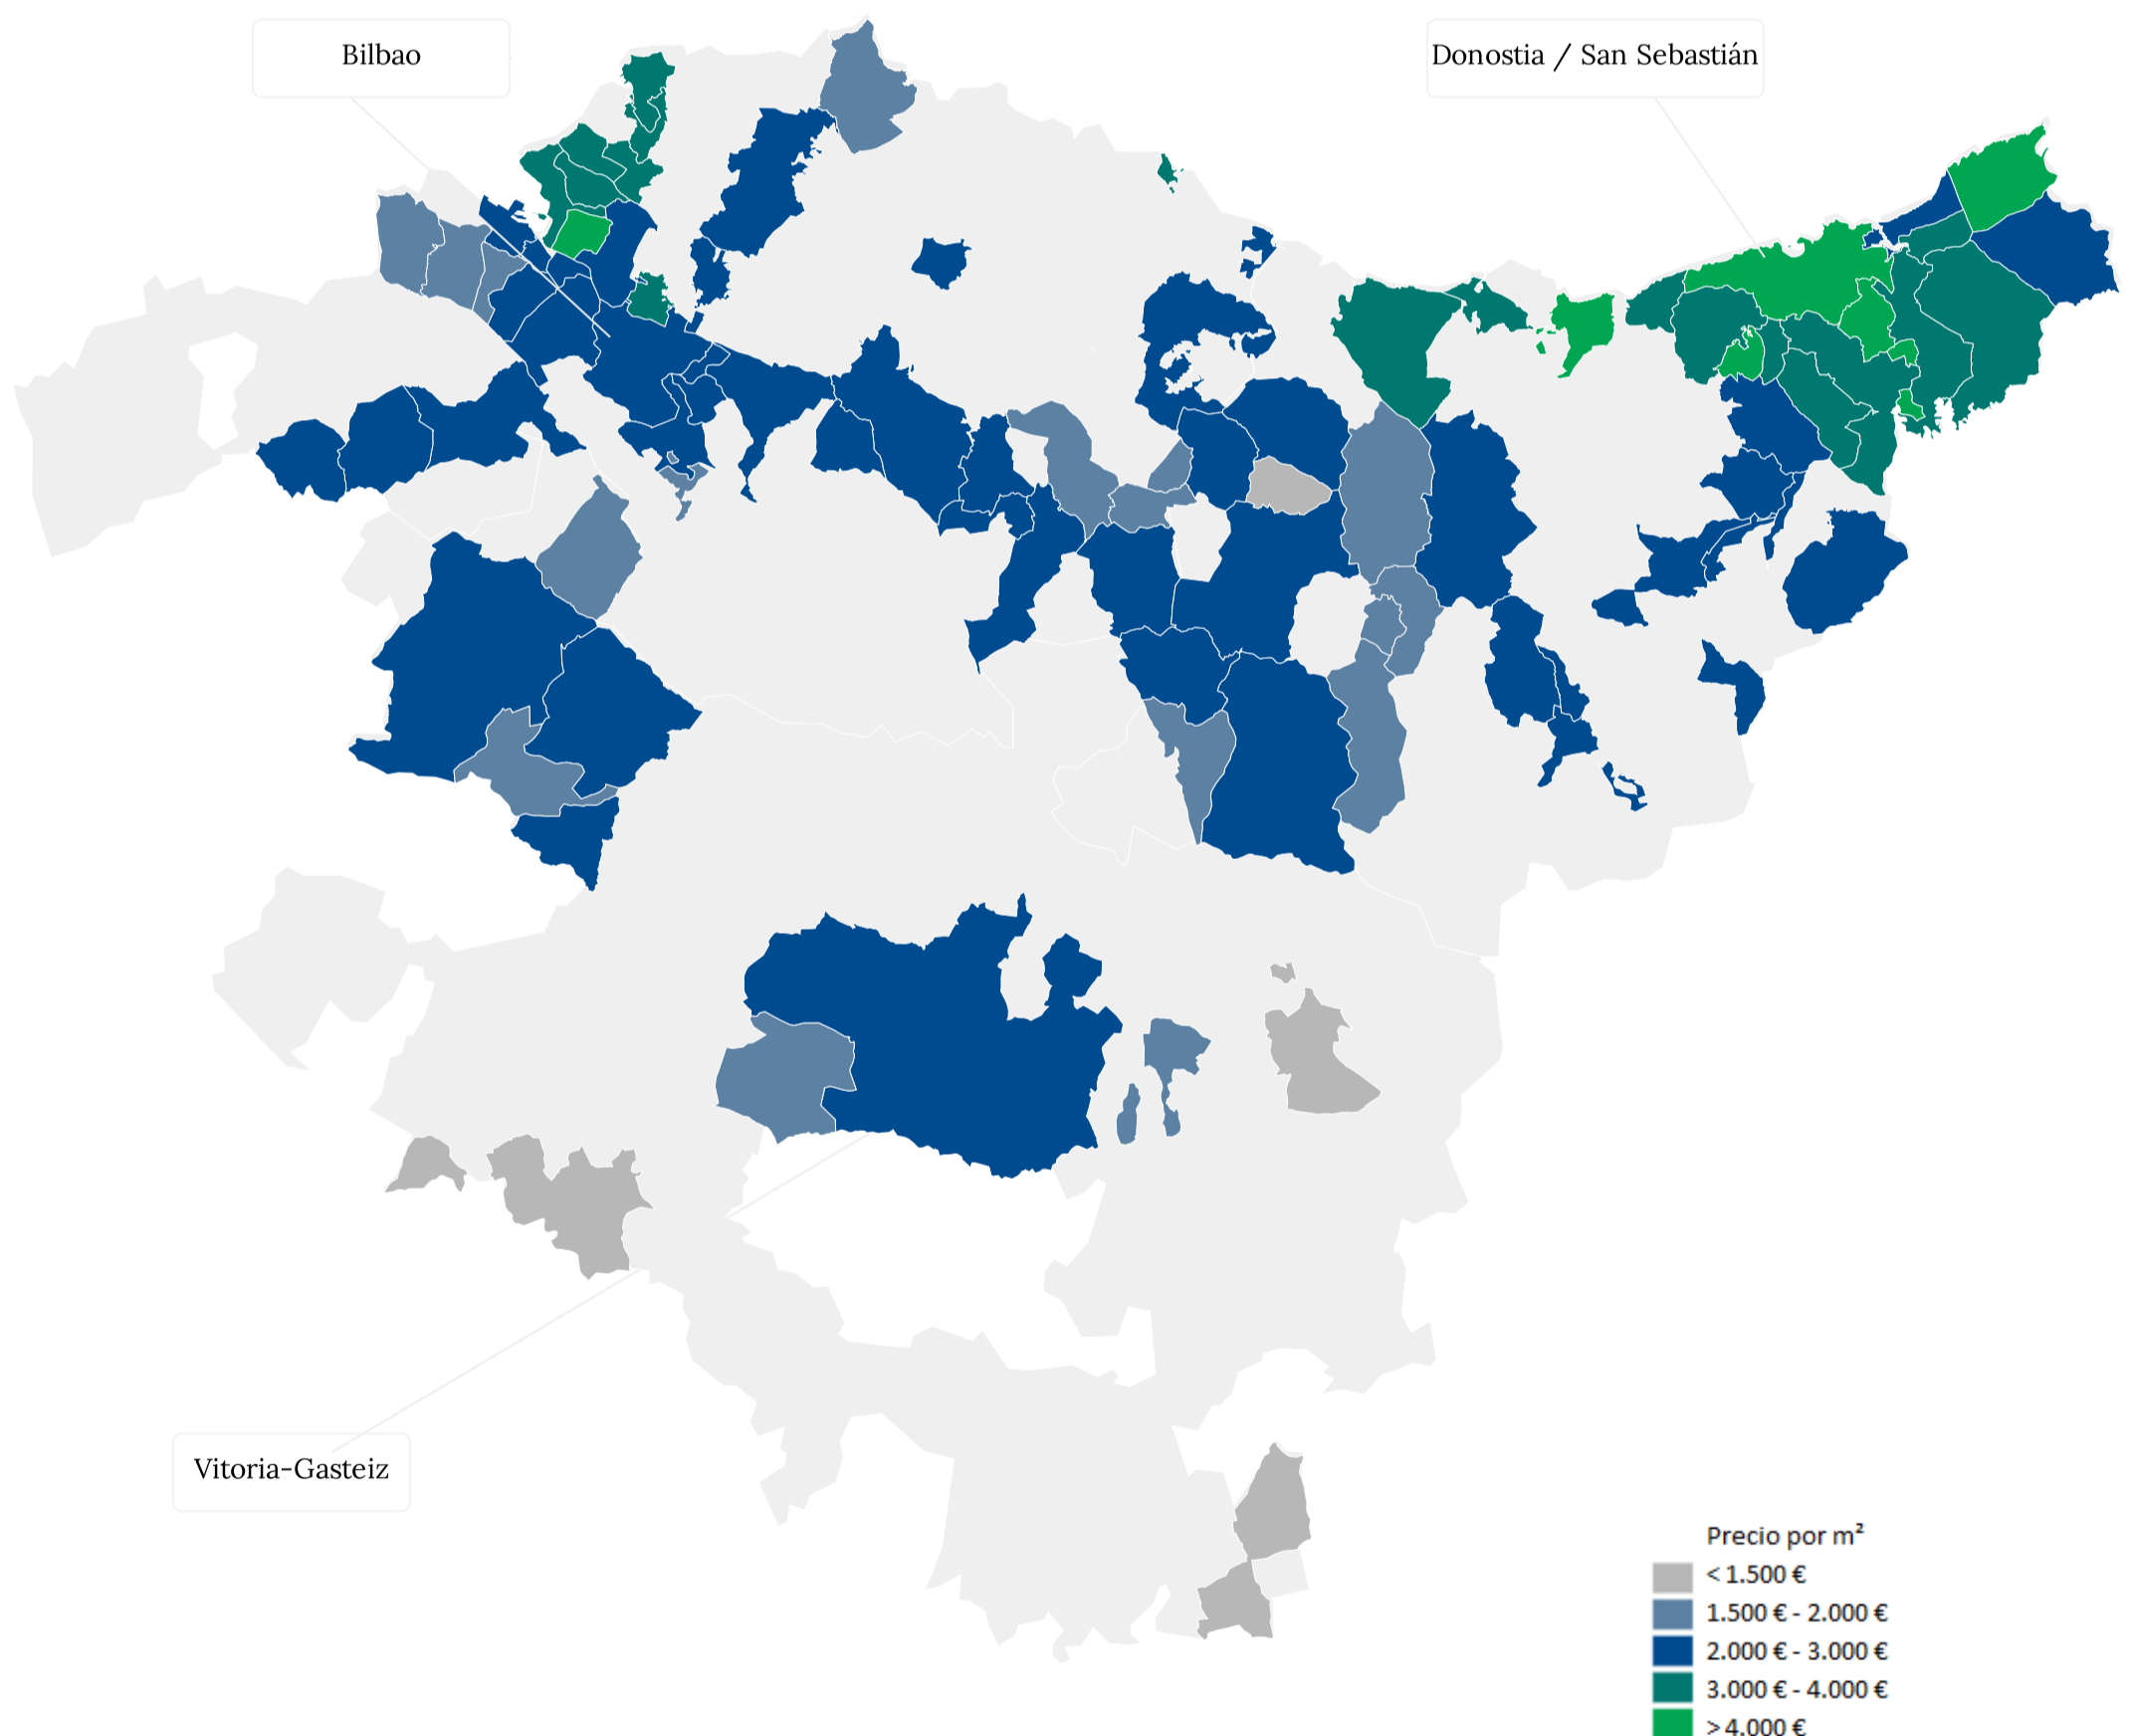 Bilbao
Donostia / San Sebastián
Vitoria-Gasteiz
Precio por m²
< 1.500 €
1.500 € - 2.000 €
2.000 € - 3.000 €
3.000 € - 4.000 €
> 4.000 €